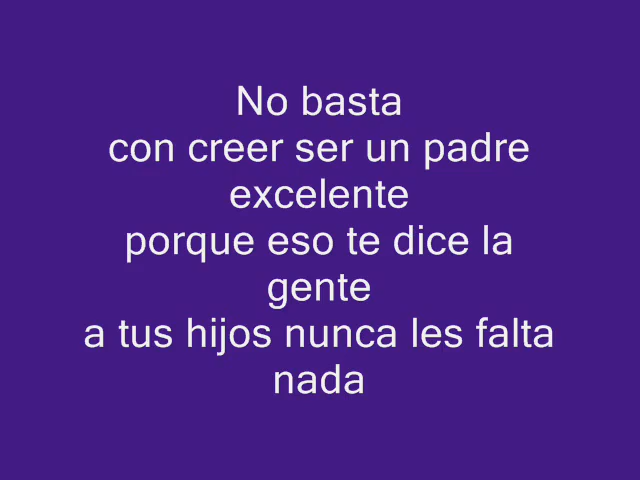 No basta
con creer ser un padre
excelente
porque eso te dice la
gente
a tus hijos nunca les falta
nada